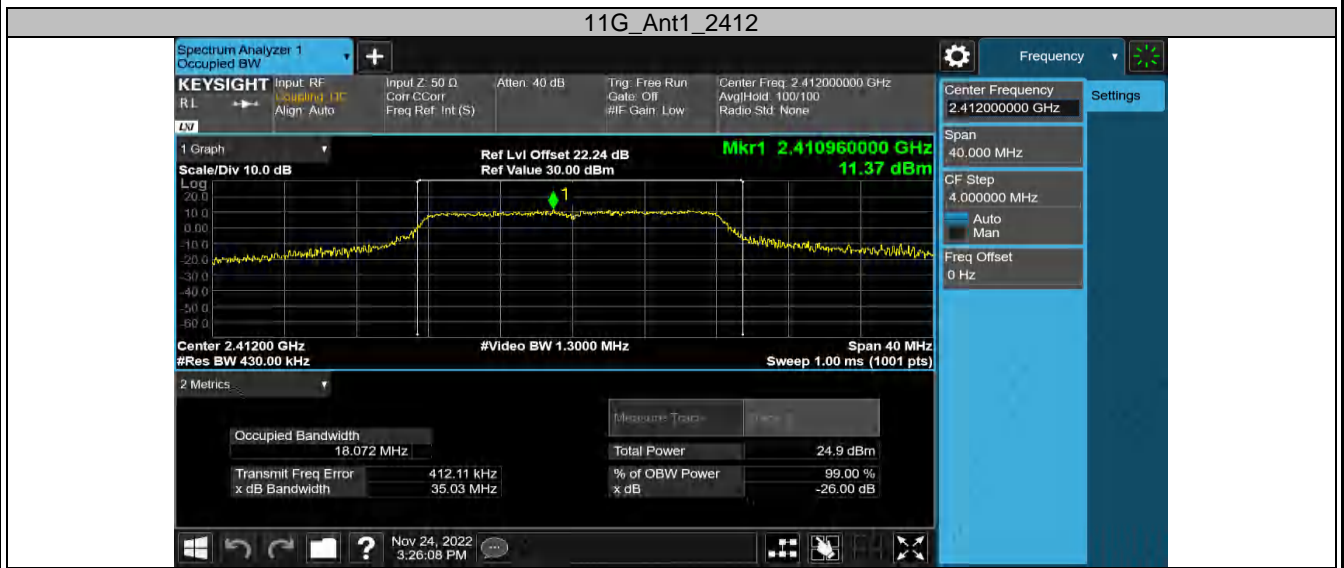 11G_Ant1_2412
Spectrum Analyzer 1
Occupied BW
Frequency
KEYSIGHT
Input: RF
Input Z: 50 Ω
Atten: 40 dB
Trig: Free Run
Center Freq: 2.412000000 GHz
RL
Coupling: DC
Corr CCorr
Gate: Off
Avg|Hold: 100/100
Align: Auto
Freq Ref: Int (S)
#IF Gain: Low
Radio Std: None
LXI
Center Frequency
2.412000000 GHz
Settings
Span
40.000 MHz
CF Step
4.000000 MHz
Auto
Man
Freq Offset
0 Hz
1 Graph
Ref Lvl Offset 22.24 dB
Mkr1 2.410960000 GHz
Scale/Div 10.0 dB
Ref Value 30.00 dBm
11.37 dBm
Log
20.0
1
10.0
0.00
-10.0
-20.0
-30.0
-40.0
-50.0
-60.0
Center 2.41200 GHz
#Video BW 1.3000 MHz
Span 40 MHz
#Res BW 430.00 kHz
Sweep 1.00 ms (1001 pts)
2 Metrics
Measure Trace
Occupied Bandwidth
18.072 MHz
Total Power
24.9 dBm
Transmit Freq Error
412.11 kHz
% of OBW Power
99.00 %
x dB Bandwidth
35.03 MHz
x dB
-26.00 dB
Nov 24, 2022
3:26:08 PM